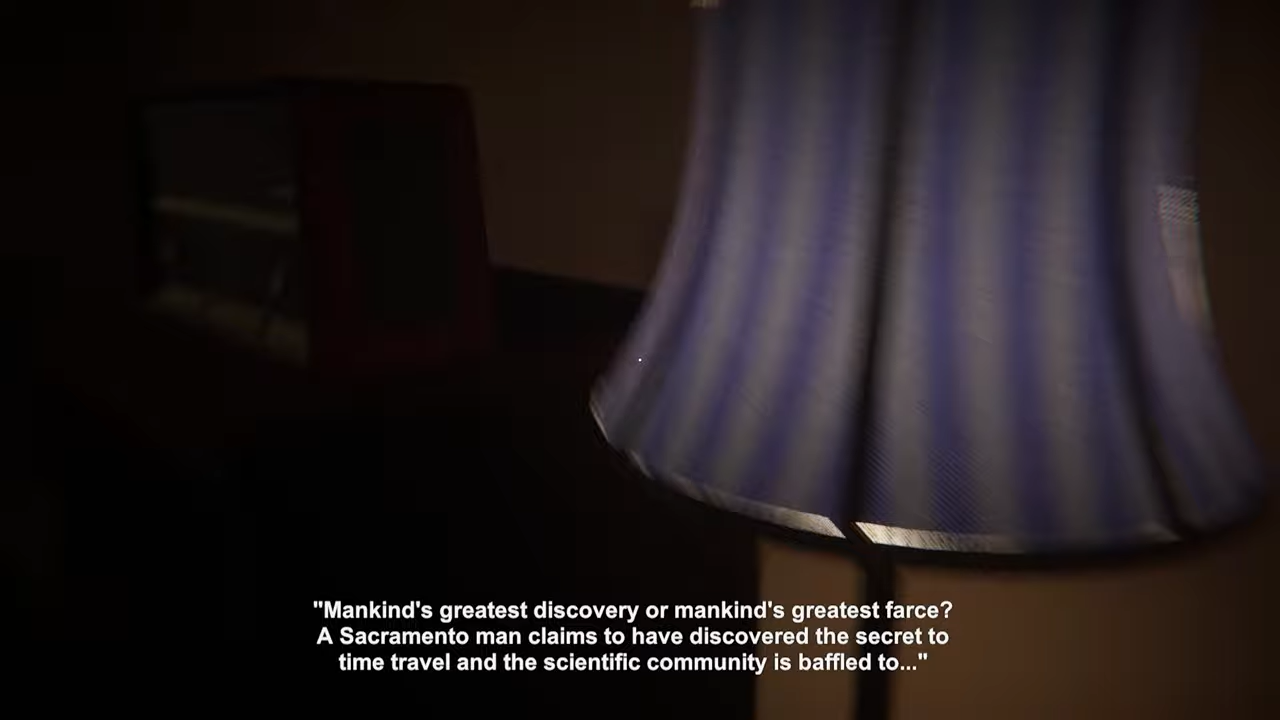 "Mankind's greatest discovery or mankind's greatest farce?
A Sacramento man claims to have discovered the secret to
time travel and the scientific community is baffled to..."